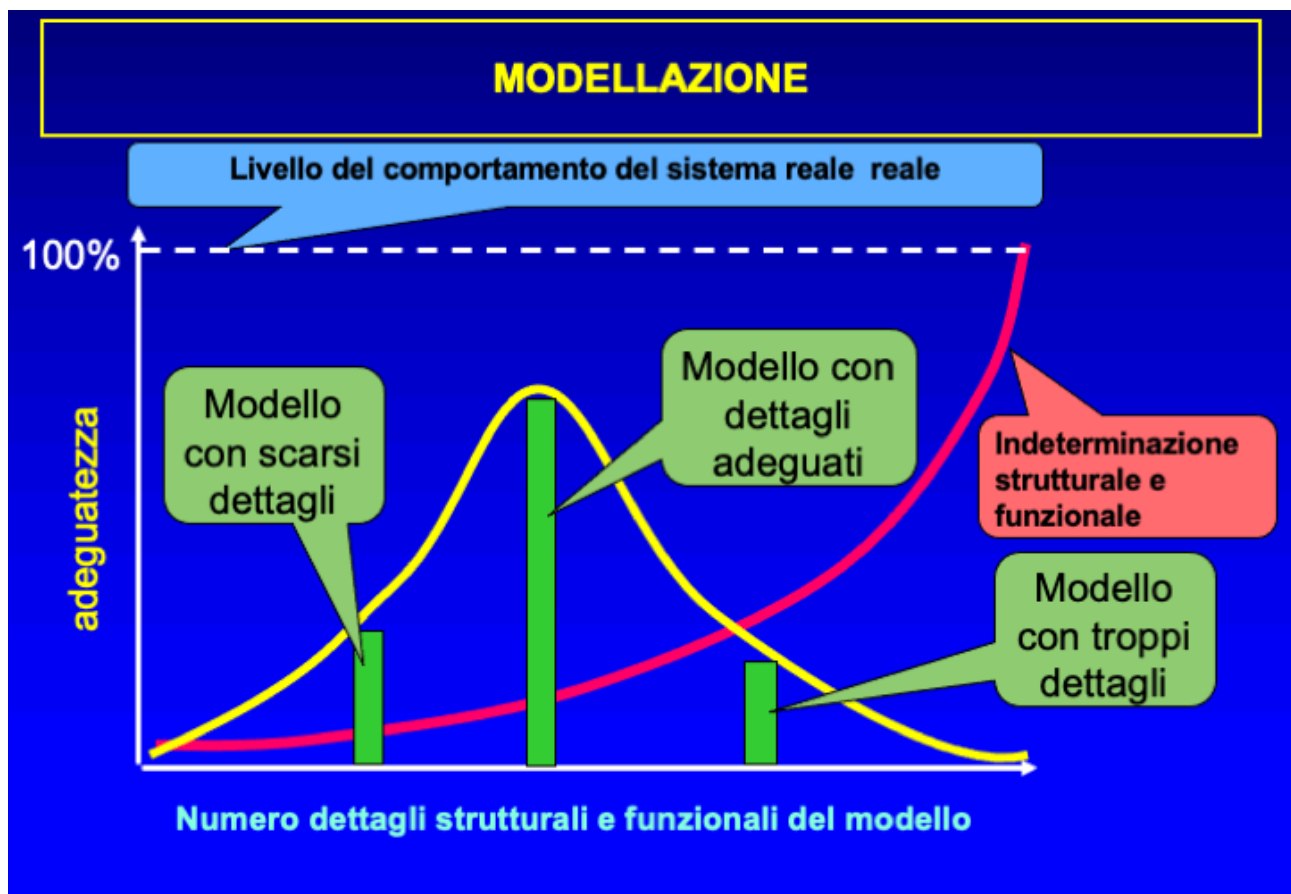 MODELLAZIONE
Livello del comportamento del sistema reale  reale
100%
adeguatezza
Modello
con scarsi
dettagli
Modello con
dettagli
adeguati
Indeterminazione
strutturale e
funzionale
Modello
con troppi
dettagli
Numero dettagli strutturali e funzionali del modello